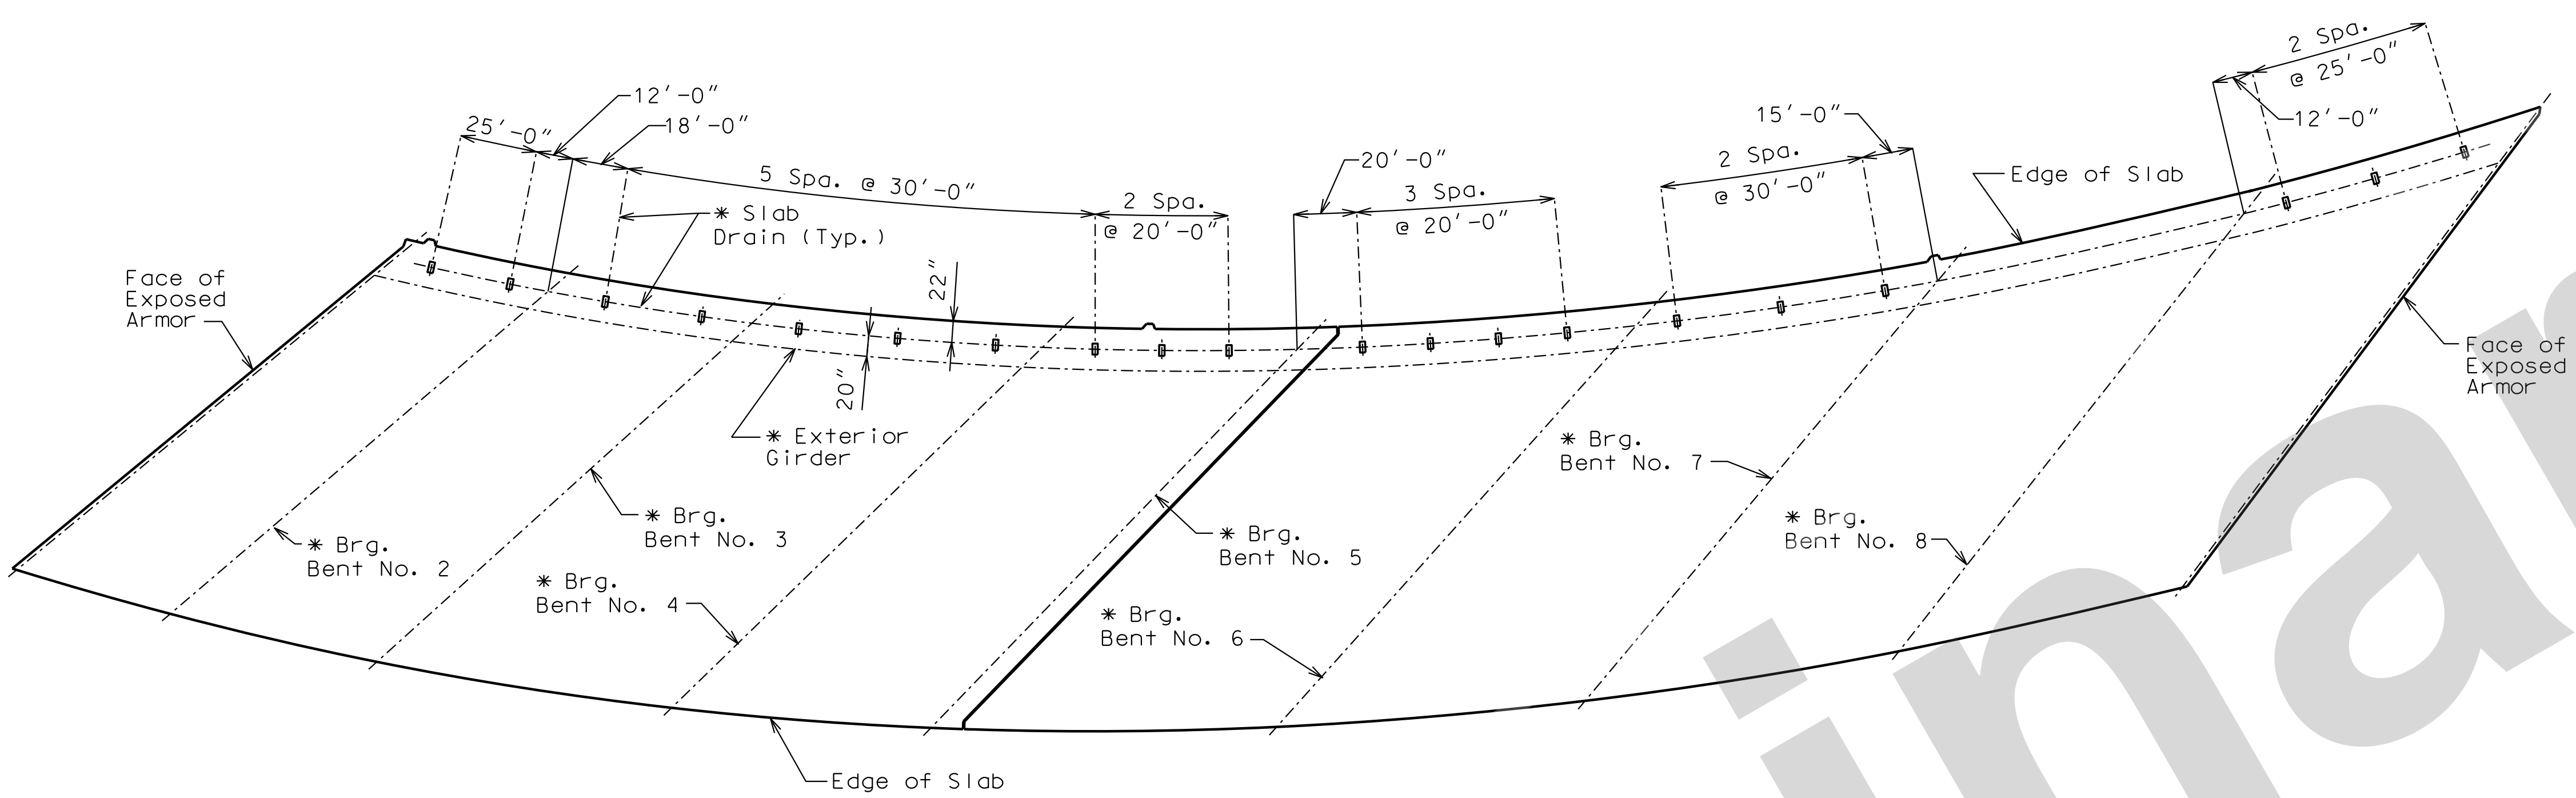 2 Spa.
@ 25'-0"
12'-0"
12'-0"
18'-0"
25'-0"
15'-0"
5 Spa. @ 30'-0"
2 Spa.
@ 20'-0"
20'-0"
3 Spa.
@ 20'-0"
2 Spa.
@ 30'-0"
Edge of Slab
* Slab
Drain (Typ.)
22"
20"
Face of
Exposed
Armor
* Exterior
Girder
Face of
Exposed
Armor
* Brg.
Bent No. 2
* Brg.
Bent No. 3
* Brg.
Bent No. 4
* Brg.
Bent No. 5
* Brg.
Bent No. 6
* Brg.
Bent No. 7
* Brg.
Bent No. 8
Edge of Slab
inar